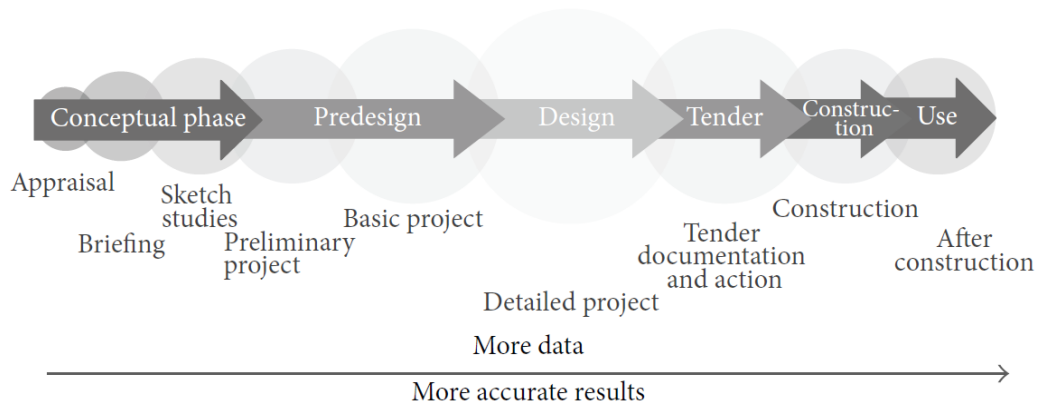 Conceptual phase
Predesign
Design
Tender
Construc-
tion
Use
Appraisal
Briefing
Sketch
studies
Preliminary
project
Basic project
Detailed project
Tender
documentation
and action
Construction
After
construction
More data
More accurate results